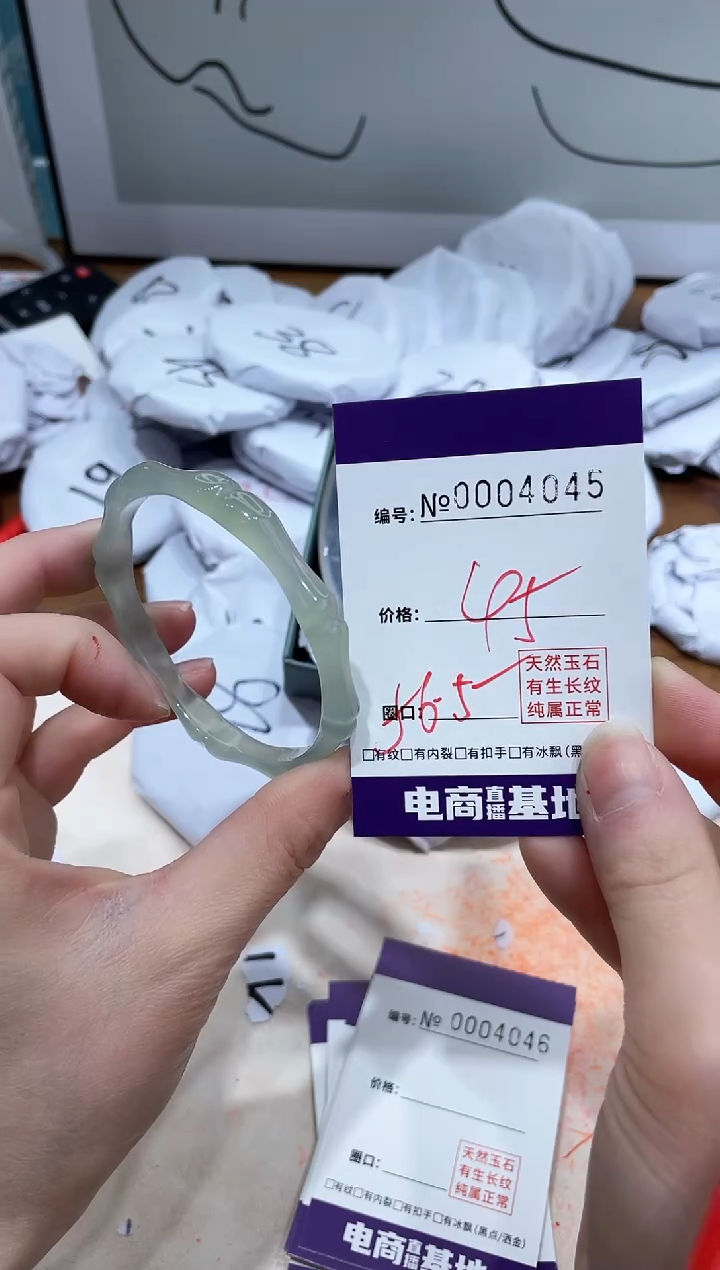 38
编号: №0004045
价格: 45
天然玉石
有生长纹
纯属正常
圈口: 56.5
□有纹□有内裂□有扣手□有冰飘(黑
电商直播基地
编号: № 0004046
价格:
天然玉石
有生长纹
纯属正常
圈口:
□有纹□有内裂□有扣手□有冰飘(黑点/洒金)
电商直播基地